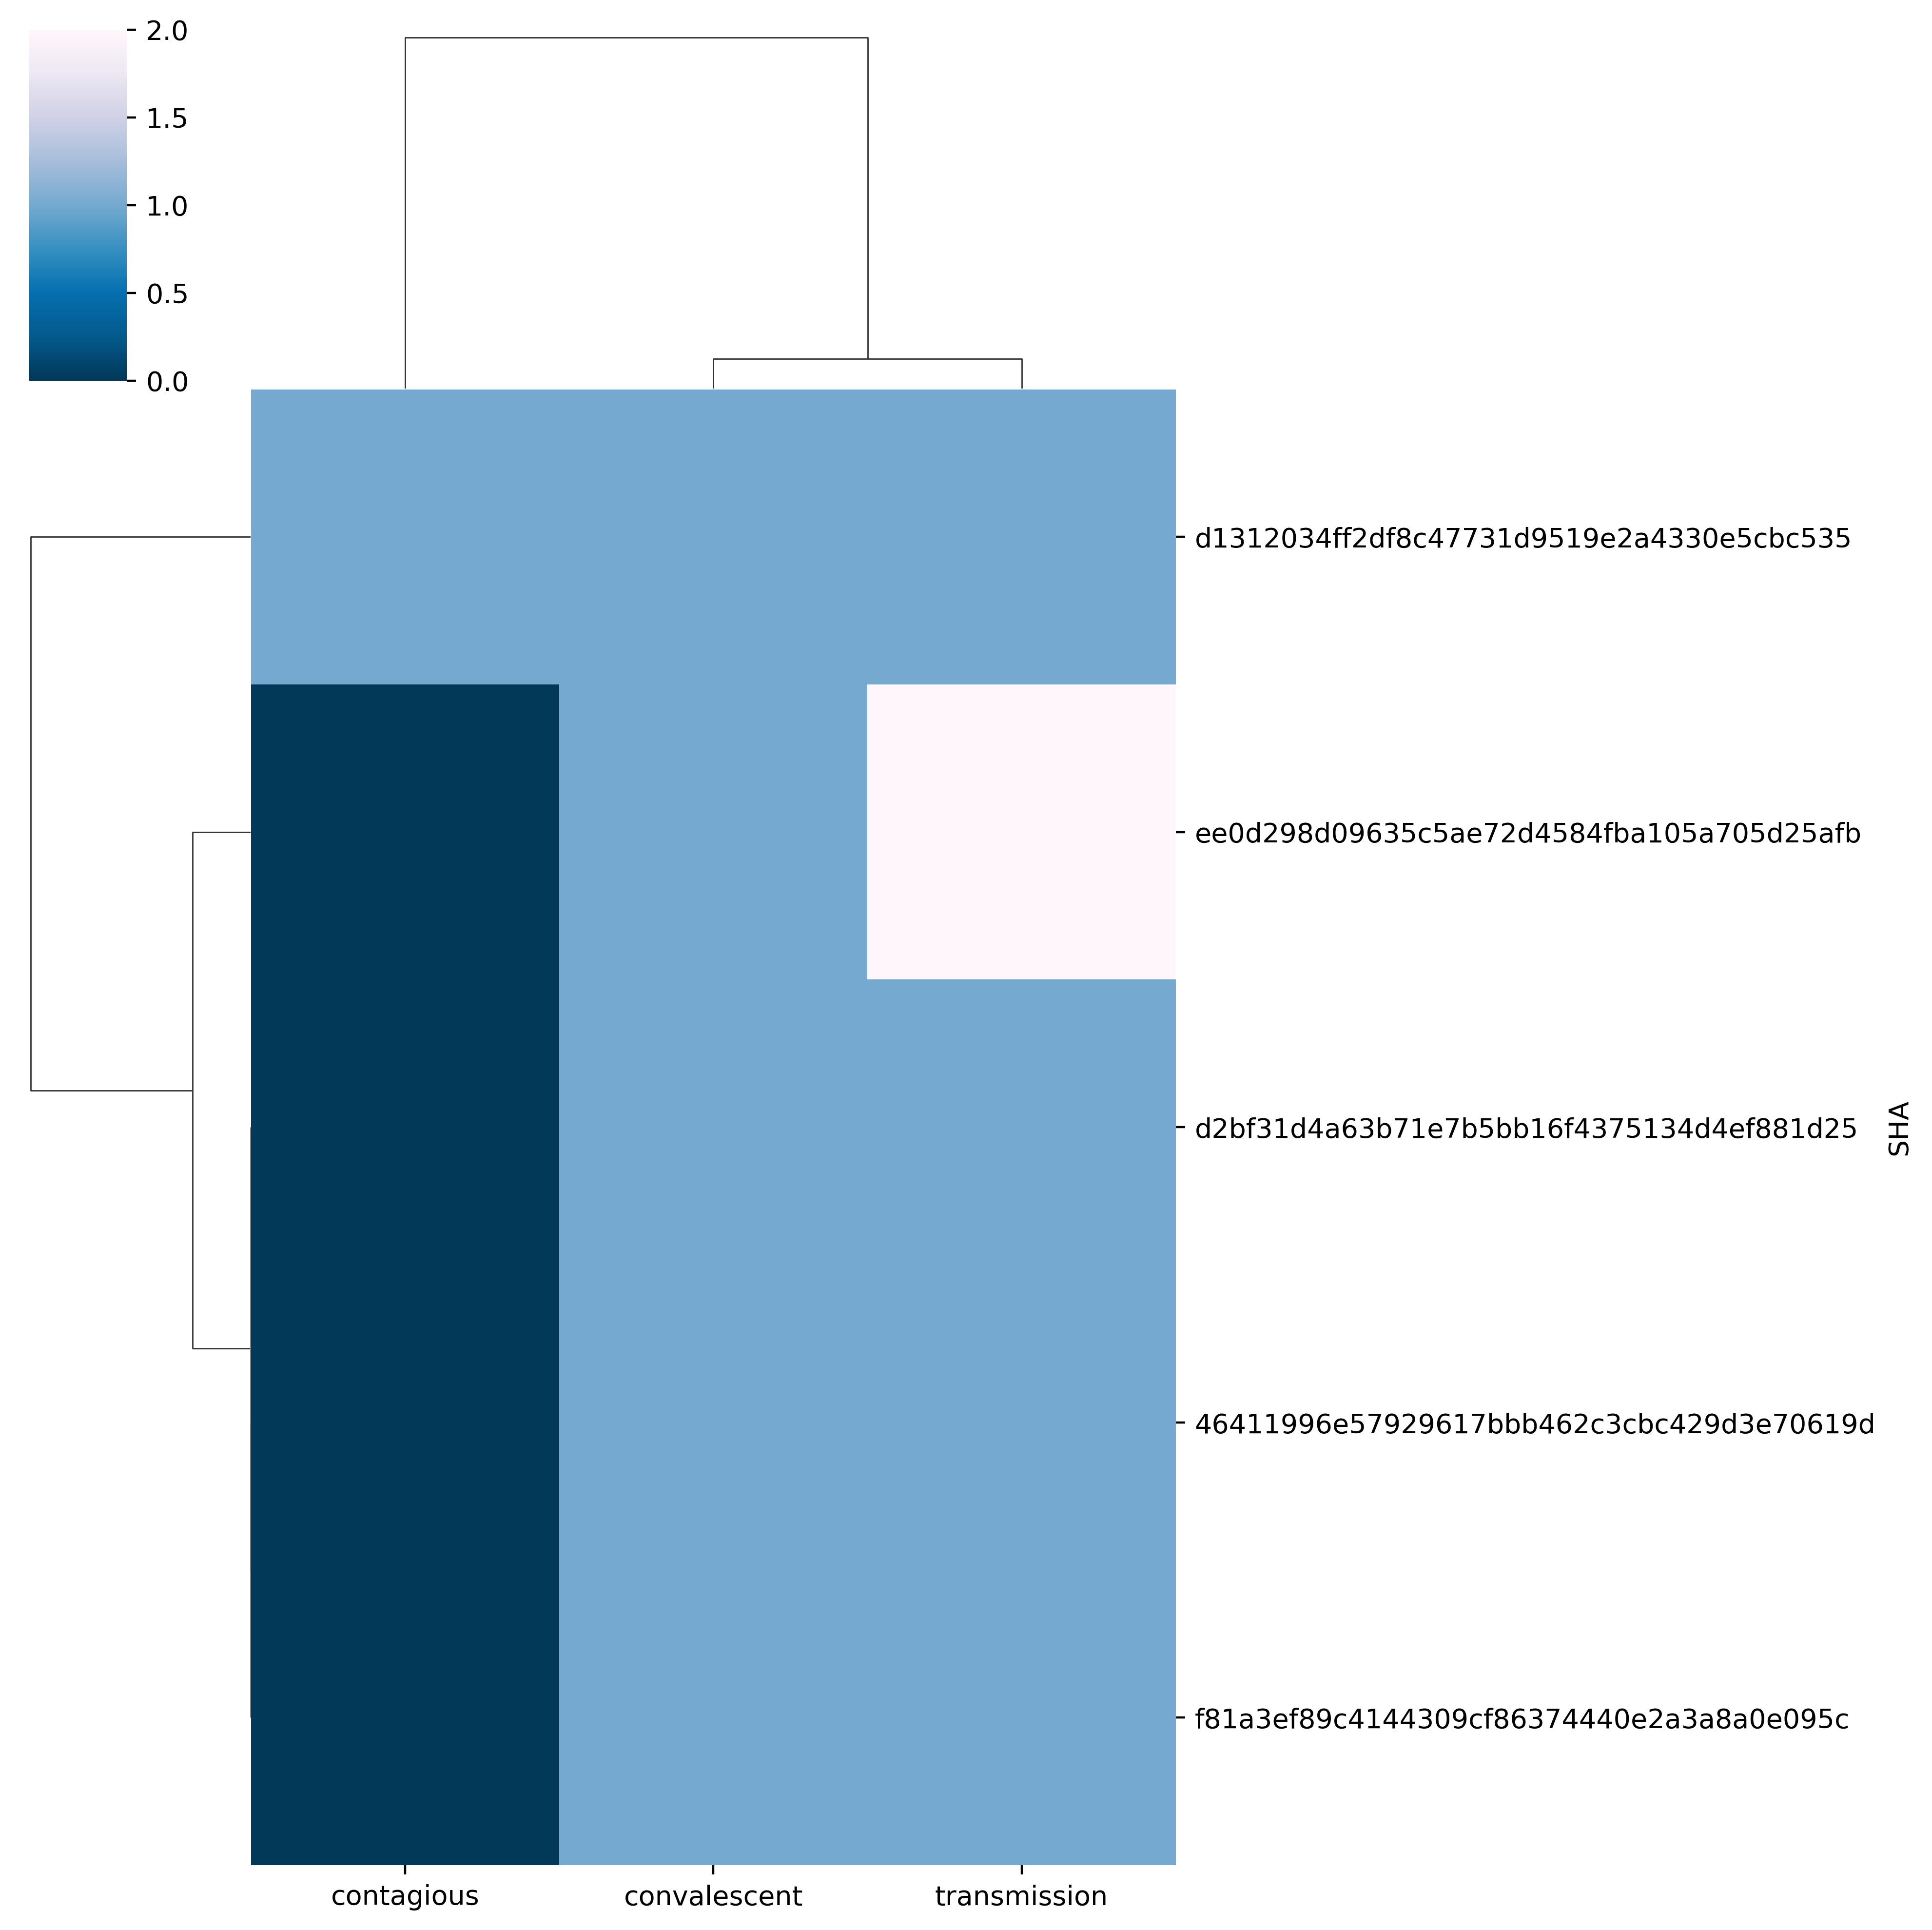 2.0
1.5
1.0
0.5
0.0
d1312034ff2df8c47731d9519e2a4330e5cbc535
ee0d298d09635c5ae72d4584fba105a705d25afb
d2bf31d4a63b71e7b5bb16f4375134d4ef881d25
46411996e57929617bbb462c3cbc429d3e70619d
f81a3ef89c4144309cf86374440e2a3a8a0e095c
SHA
contagious convalescent transmission